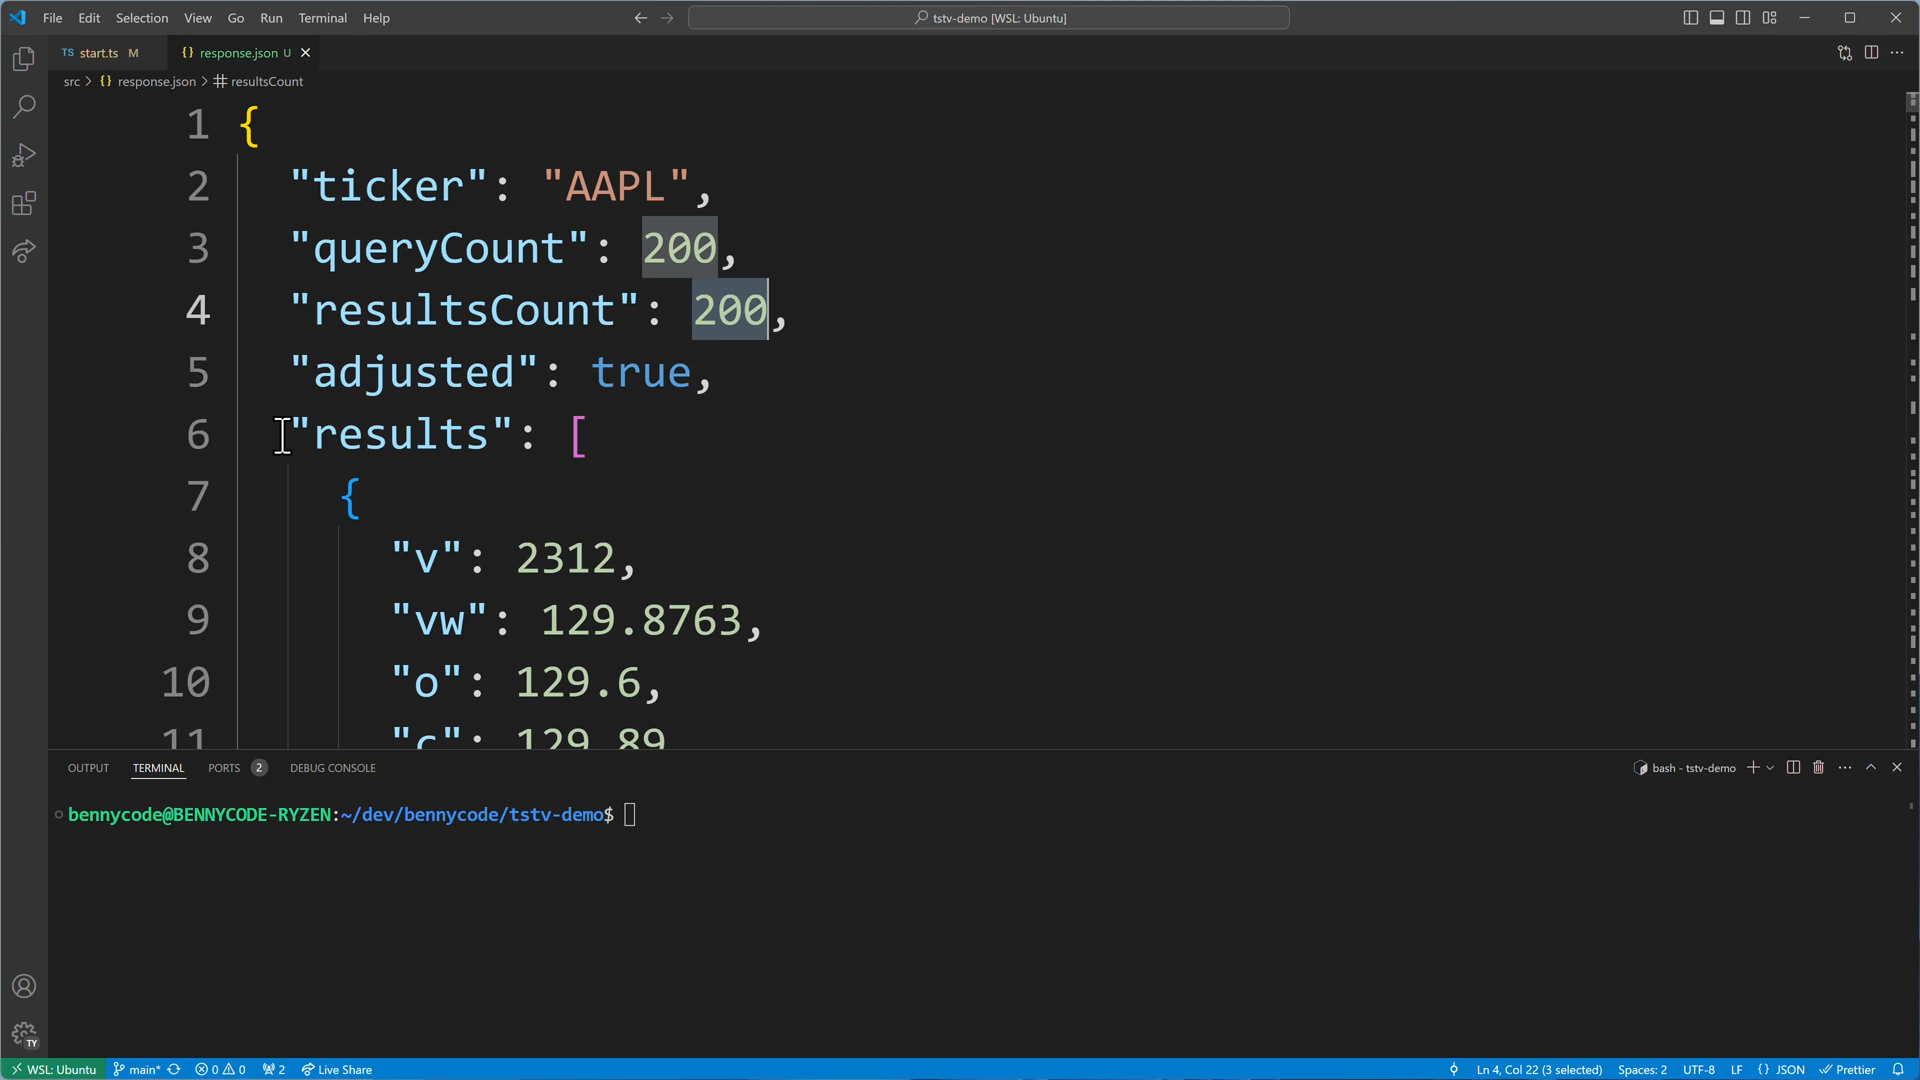 File Edit Selection View Go Run Terminal Help
tstv-demo [WSL: Ubuntu]
TS start.ts M
{} response.json U
src > {} response.json > resultsCount
1 {
2 "ticker": "AAPL",
3 "queryCount": 200,
4 "resultsCount": 200,
5 "adjusted": true,
6 "results": [
7 {
8 "v": 2312,
9 "vw": 129.8763,
10 "o": 129.6,
11 "c": 129.89
OUTPUT TERMINAL PORTS 2 DEBUG CONSOLE
bash - tstv-demo
bennycode@BENNYCODE-RYZEN:~/dev/bennycode/tstv-demo$
TY
WSL: Ubuntu main* 0 0 2 Live Share
Ln 4, Col 22 (3 selected) Spaces: 2 UTF-8 LF {} JSON Prettier